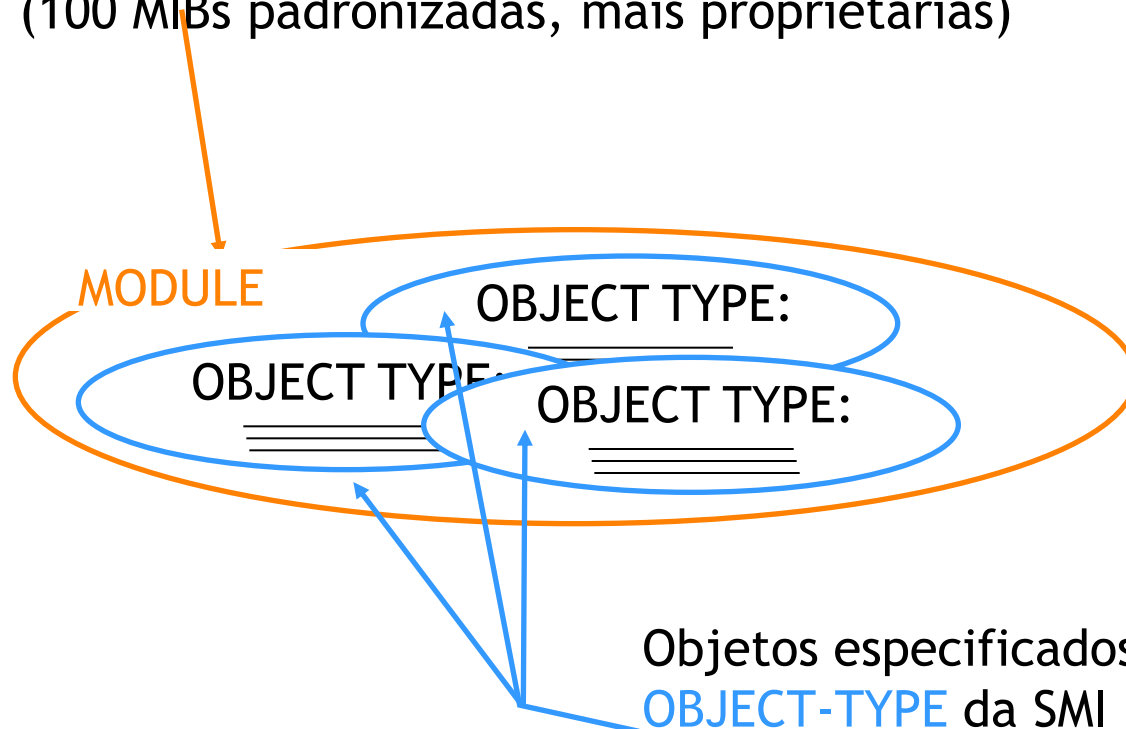 (100 MIBs padronizadas, mais proprietárias)
MODULE
OBJECT TYPE:
OBJECT TYPE:
OBJECT TYPE:
Objetos especificados
OBJECT-TYPE da SMI